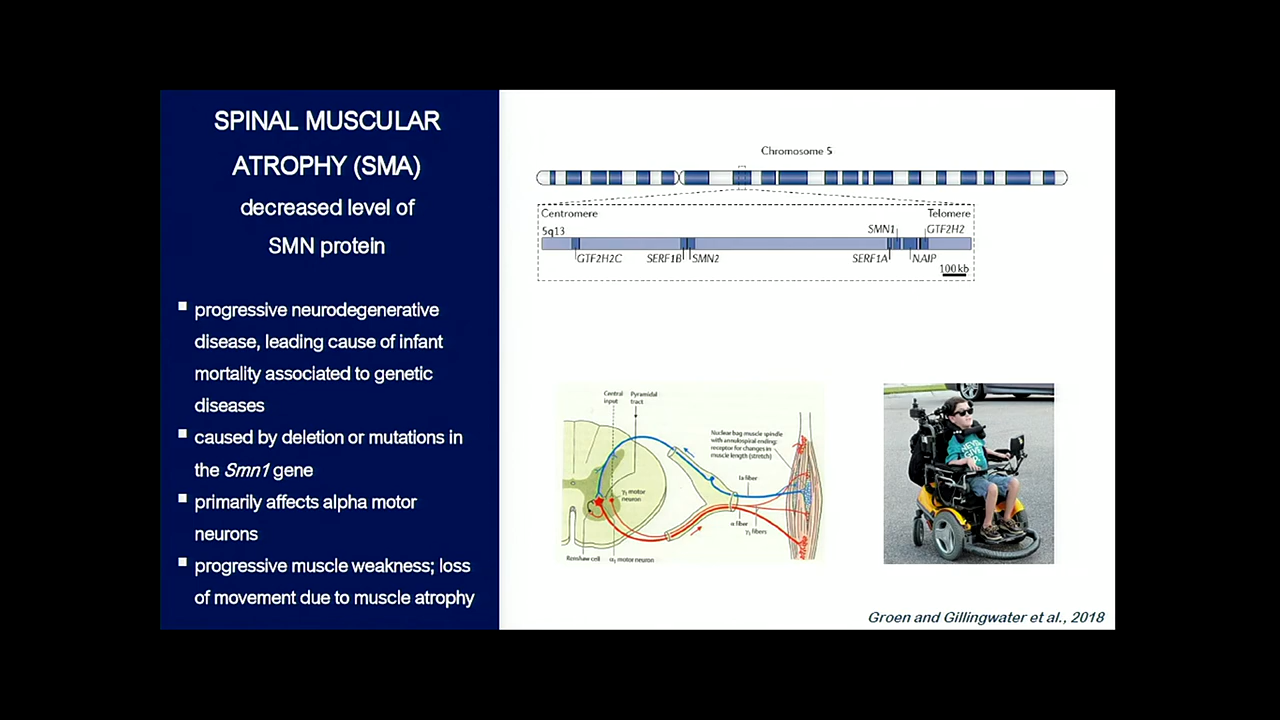 SPINAL MUSCULAR
ATROPHY (SMA)
decreased level of
SMN protein
▪ progressive neurodegenerative
disease, leading cause of infant
mortality associated to genetic
diseases
▪ caused by deletion or mutations in
the Smn1 gene
▪ primarily affects alpha motor
neurons
▪ progressive muscle weakness; loss
of movement due to muscle atrophy
Chromosome 5
Centromere Telomere
5q13 SMN1 GTF2H2
GTF2H2C SERF1B SMN2 SERF1A NAIP
100 kb
Central
input
Pyramidal
tract
Nuclear bag muscle spindle
with annulospiral ending:
receptor for changes in
muscle length (stretch)
Ia fiber
γ₁ motor
neuron
α fiber
γ₁ fibers
Renshaw cell α₁ motor neuron
NEVER
GIVE
Groen and Gillingwater et al., 2018